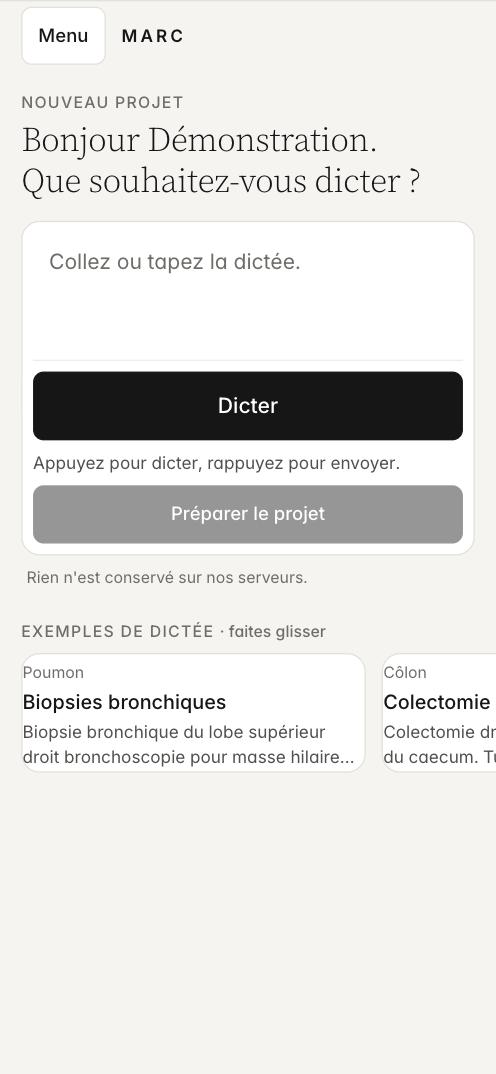 Menu MARC
NOUVEAU PROJET
Bonjour Démonstration.
Que souhaitez-vous dicter ?
Collez ou tapez la dictée.
Dicter
Appuyez pour dicter, rappuyez pour envoyer.
Préparer le projet
Rien n'est conservé sur nos serveurs.
EXEMPLES DE DICTÉE · faites glisser
Poumon
Biopsies bronchiques
Biopsie bronchique du lobe supérieur
droit bronchoscopie pour masse hilaire...
Côlon
Colectomie
Colectomie
du caecum.